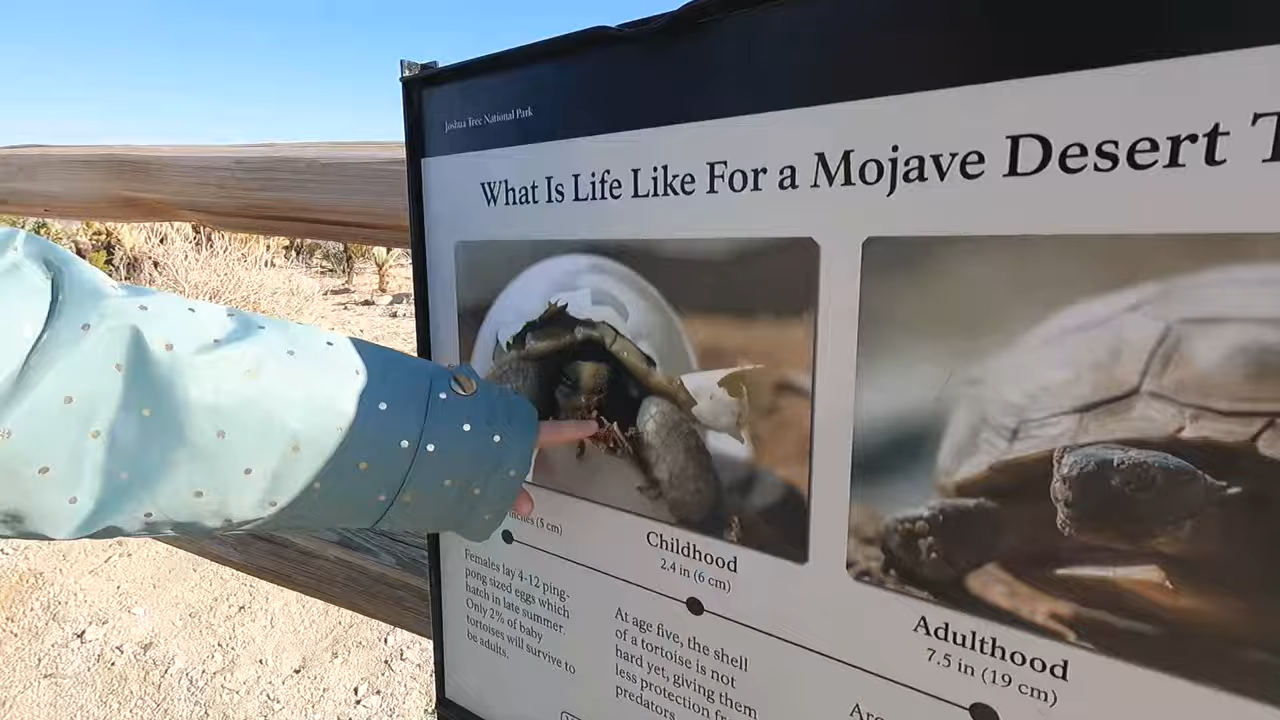 Joshua Tree National Park
What Is Life Like For a Mojave Desert T
inches (5 cm)
Females lay 4-12 ping-
pong sized eggs which
hatch in late summer.
Only 2% of baby
tortoises will survive to
be adults.
Childhood
2.4 in (6 cm)
At age five, the shell
of a tortoise is not
hard yet, giving them
less protection fr
predators
Adulthood
7.5 in (19 cm)
Aro